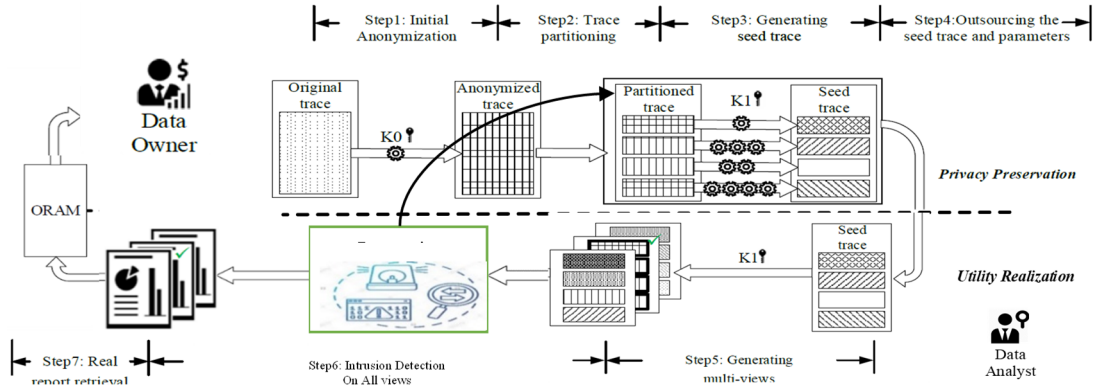 Step1: Initial
Anonymization
Step2: Trace
partitioning
Step3: Generating
seed trace
Step4:Outsourcing the
seed trace and parameters
Data
Owner
Original
trace
K0
Anonymized
trace
Partitioned
trace
K1
Seed
trace
Privacy Preservation
ORAM
K1
Seed
trace
Utility Realization
Data
Analyst
Step7: Real
report retrieval
Step6: Intrusion Detection
On All views
Step5: Generating
multi-views